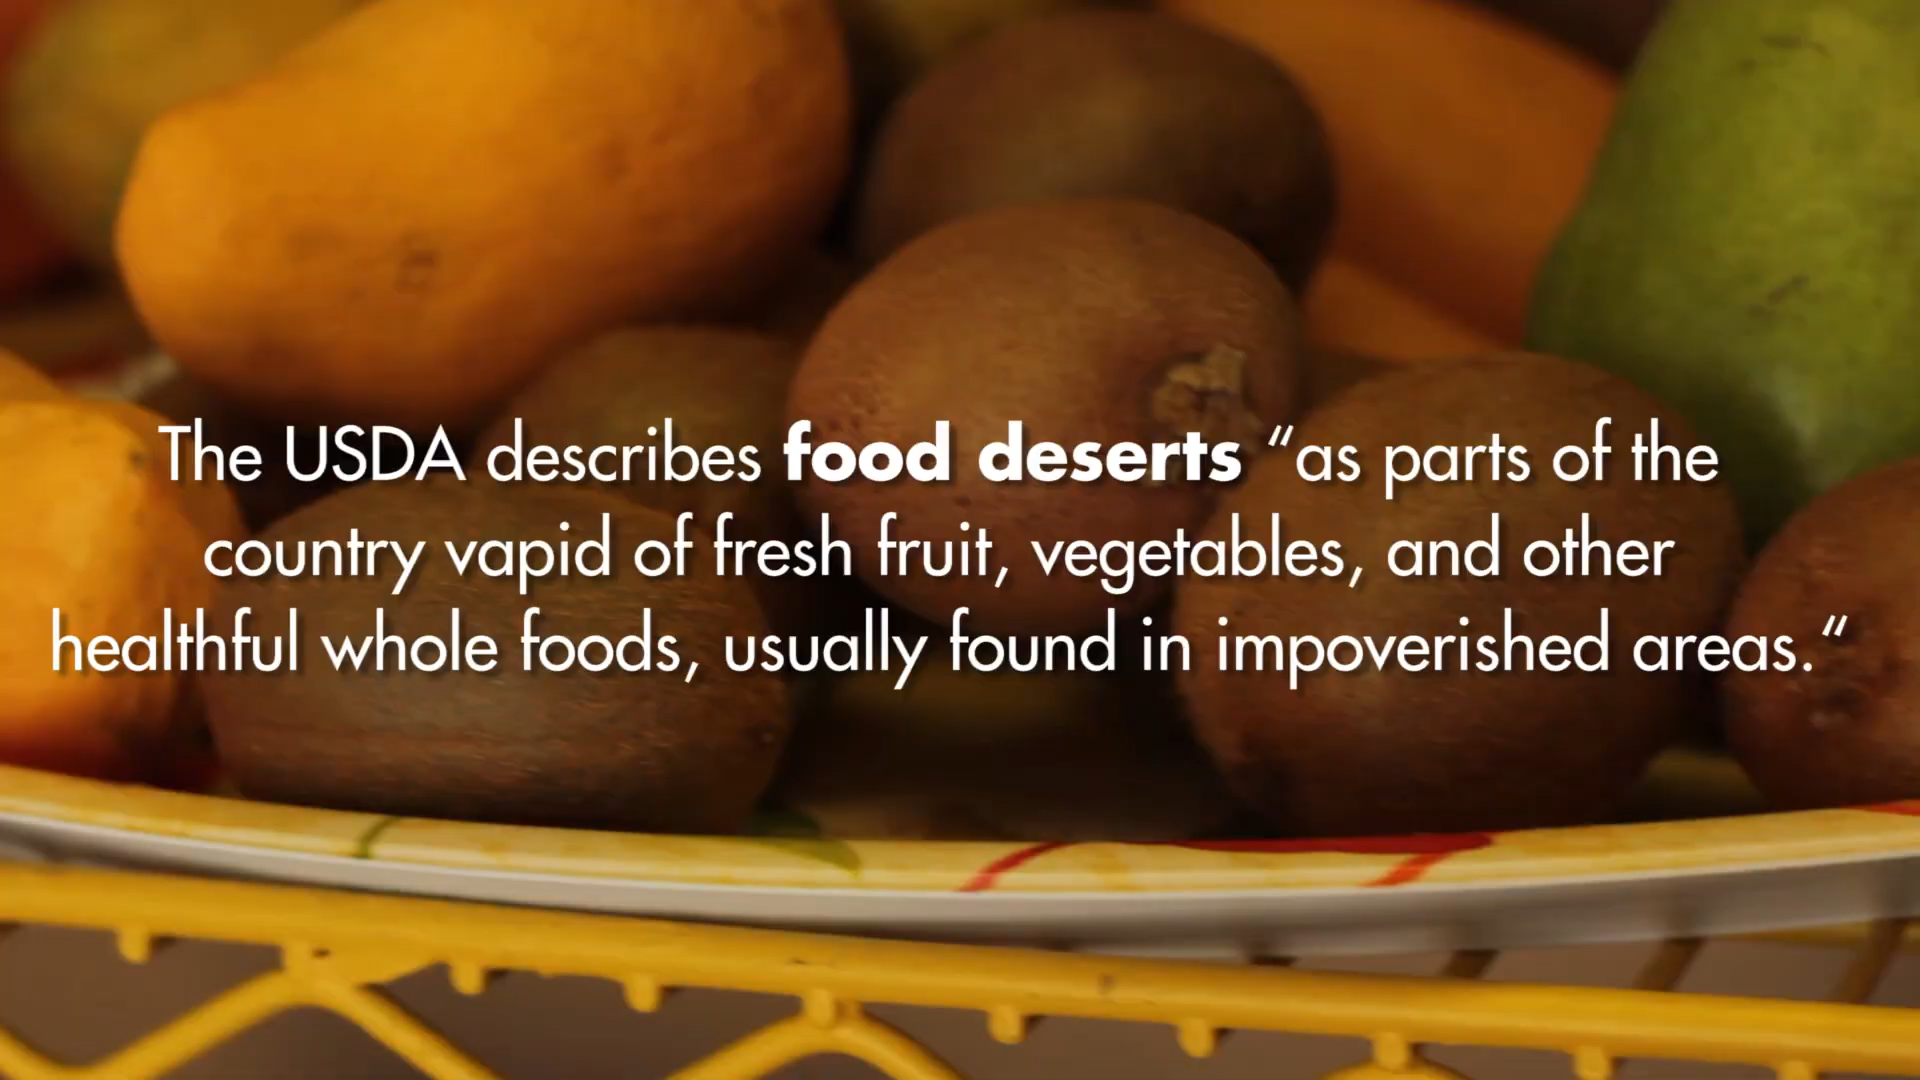 The USDA describes food deserts “as parts of the
country vapid of fresh fruit, vegetables, and other
healthful whole foods, usually found in impoverished areas.“